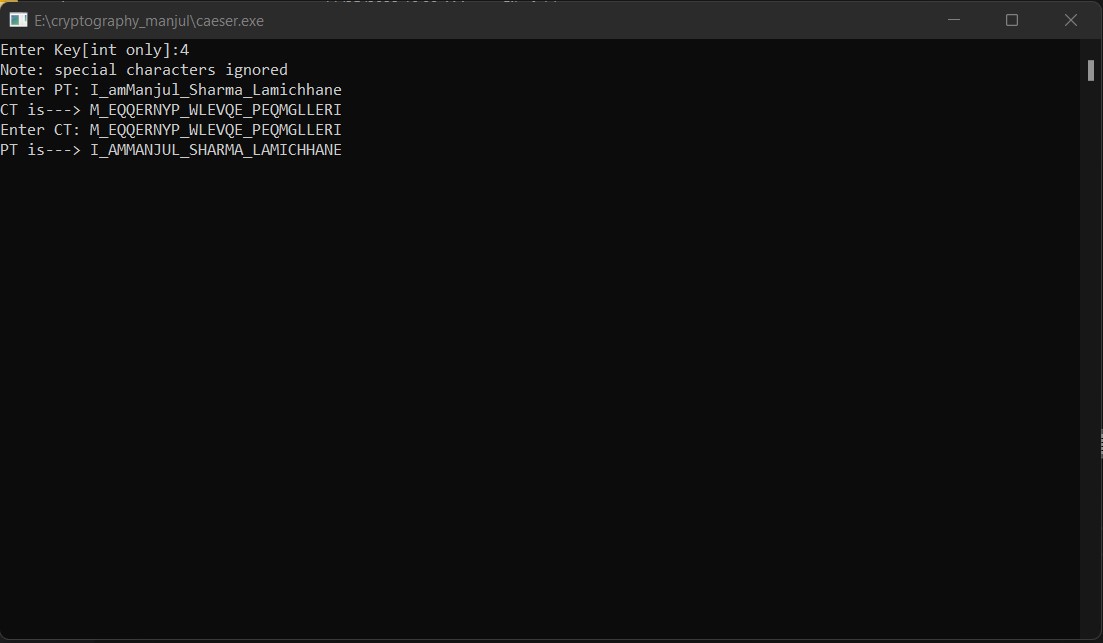 E:\cryptography_manjul\caeser.exe
Enter Key[int only]:4
Note: special characters ignored
Enter PT: I_amManjul_Sharma_Lamichhane
CT is---> M_EQQERNYP_WLEVQE_PEQMGLLERI
Enter CT: M_EQQERNYP_WLEVQE_PEQMGLLERI
PT is---> I_AMMANJUL_SHARMA_LAMICHHANE